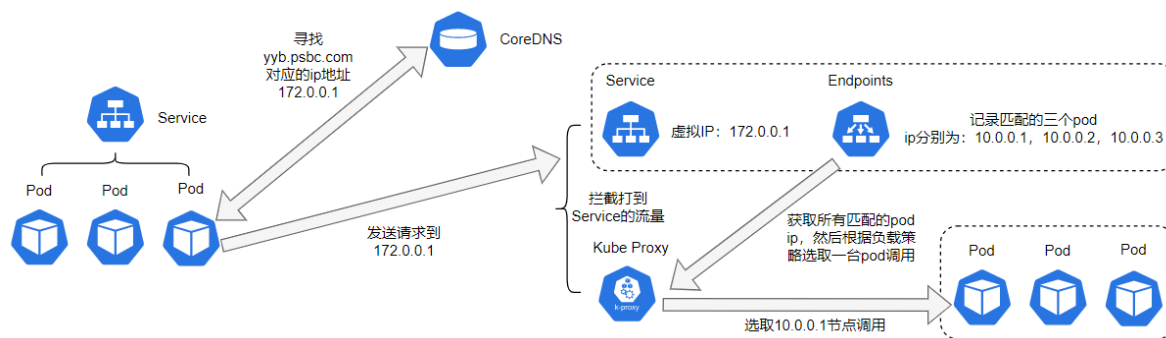 寻找
yyb.psbc.com
对应的ip地址
172.0.0.1
CoreDNS
Service
Pod
Pod
Pod
发送请求到
172.0.0.1
Service
Endpoints
虚拟IP：172.0.0.1
记录匹配的三个pod
ip分别为：10.0.0.1，10.0.0.2，10.0.0.3
拦截打到
Service的流量
Kube Proxy
k-proxy
获取所有匹配的pod
ip，然后根据负载策
略选取一台pod调用
选取10.0.0.1节点调用
Pod
Pod
Pod